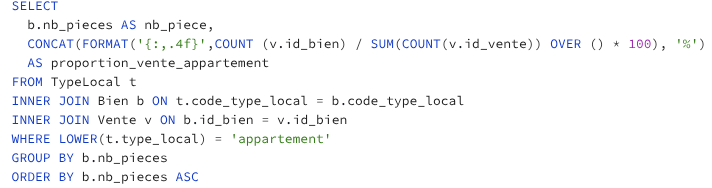 SELECT
b.nb_pieces AS nb_piece,
CONCAT(FORMAT('{:,.4f}',COUNT (v.id_bien) / SUM(COUNT(v.id_vente)) OVER () * 100), '%')
AS proportion_vente_appartement
FROM TypeLocal t
INNER JOIN Bien b ON t.code_type_local = b.code_type_local
INNER JOIN Vente v ON b.id_bien = v.id_bien
WHERE LOWER(t.type_local) = 'appartement'
GROUP BY b.nb_pieces
ORDER BY b.nb_pieces ASC